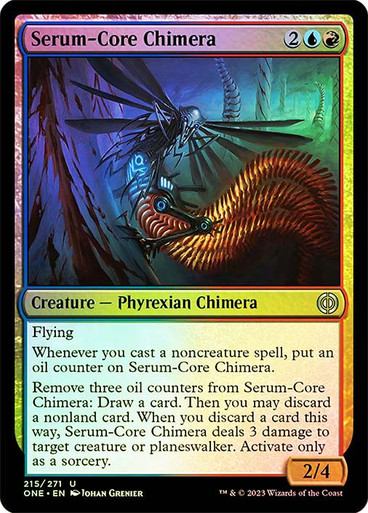 Serum-Core Chimera 2
Creature — Phyrexian Chimera
Flying
Whenever you cast a noncreature spell, put an
oil counter on Serum-Core Chimera.
Remove three oil counters from Serum-Core
Chimera: Draw a card. Then you may discard
a nonland card. When you discard a card this
way, Serum-Core Chimera deals 3 damage to
target creature or planeswalker. Activate only
as a sorcery.
2/4
215/271 U
ONE • EN Johan Grenier ™ & © 2023 Wizards of the Coast